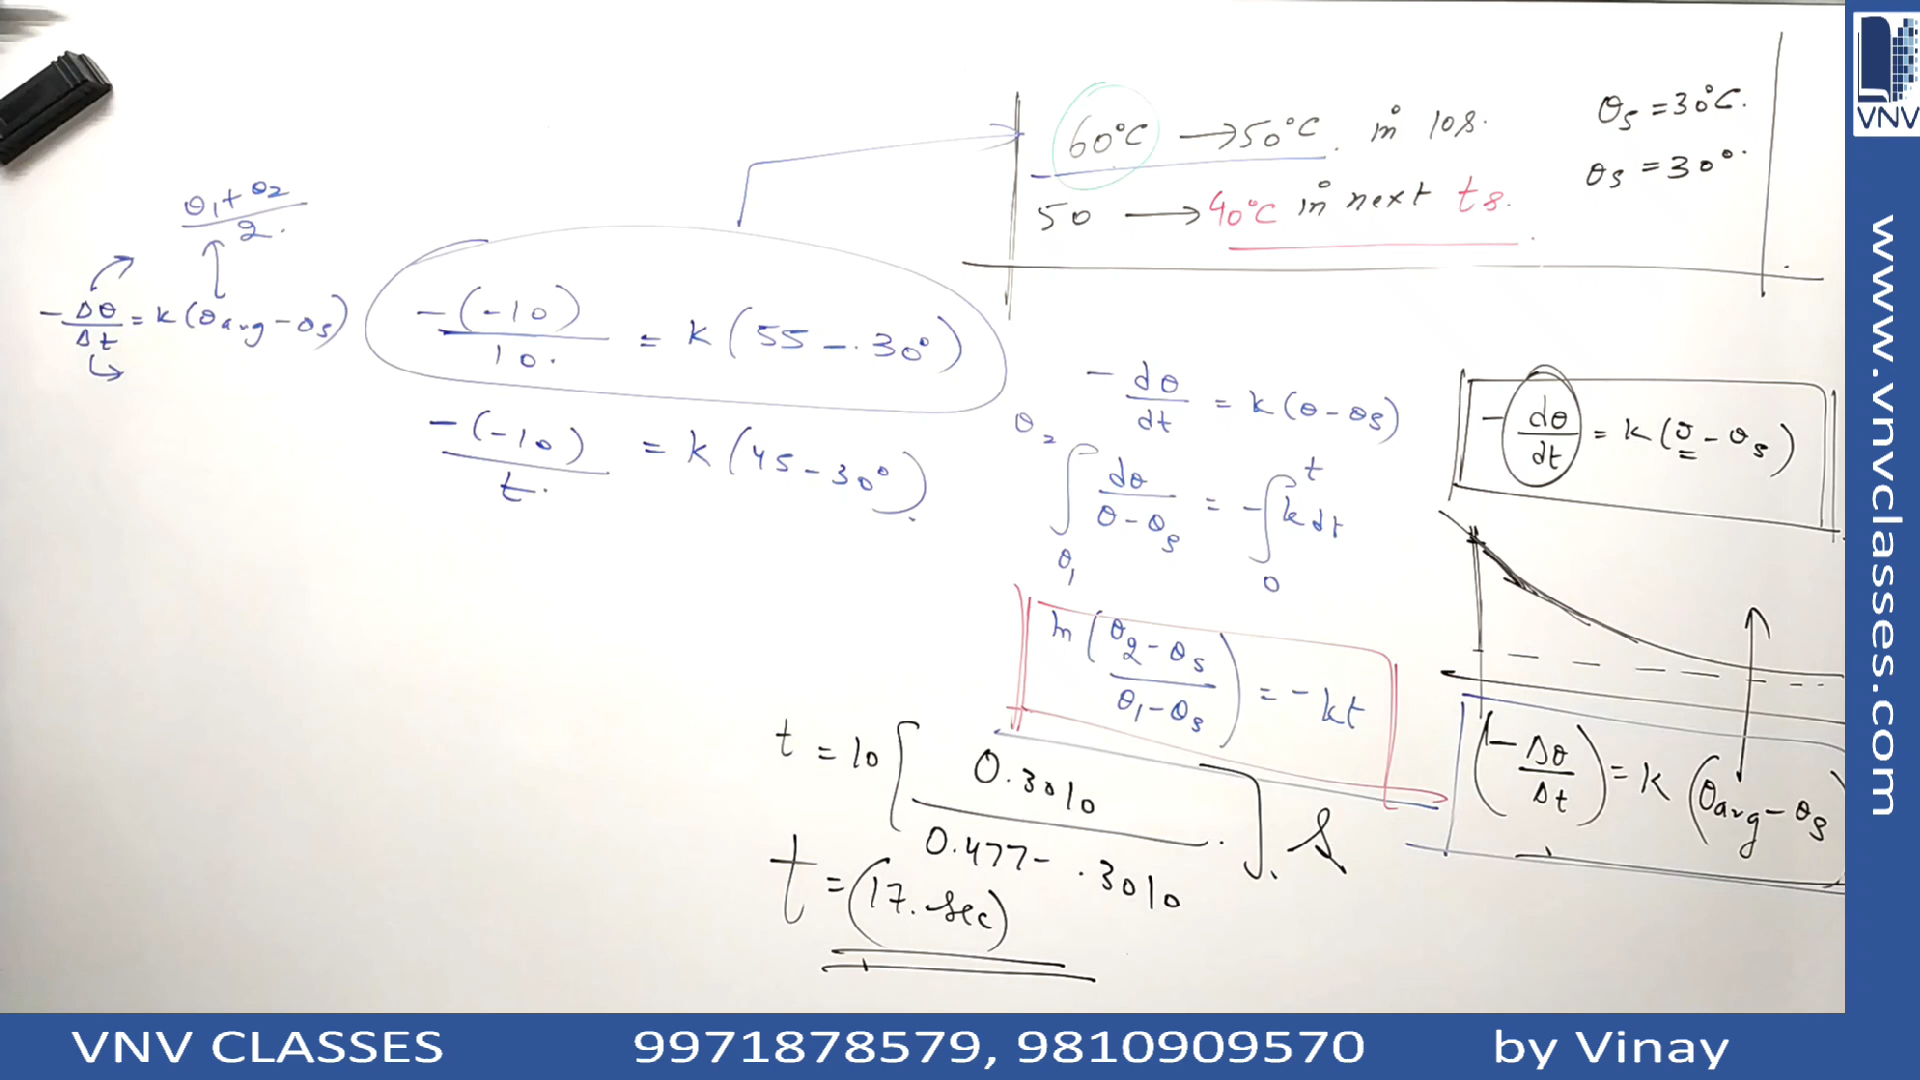 60°C → 50°C. in 10s.
θs = 30°C.
50 → 40°C in next ts.
θs = 30°.
θ1 + θ2
2.
-Δθ/Δt = k(θavg - θs)
-(-10)/10. = k(55 - 30°)
-(-10)/t. = k(45 - 30°)
-dθ/dt = k(θ - θs)
∫θ1 θ2 dθ/(θ - θs) = -∫0 t k dt
ln(θ2 - θs/θ1 - θs) = -kt
t = 10[0.3010/0.477 - .3010]. s
t = (17. sec)
-dθ/dt = k(θ - θs)
(-Δθ/Δt) = k(θavg - θs
VNV
www.vnvclasses.com
VNV CLASSES 9971878579, 9810909570 by Vinay